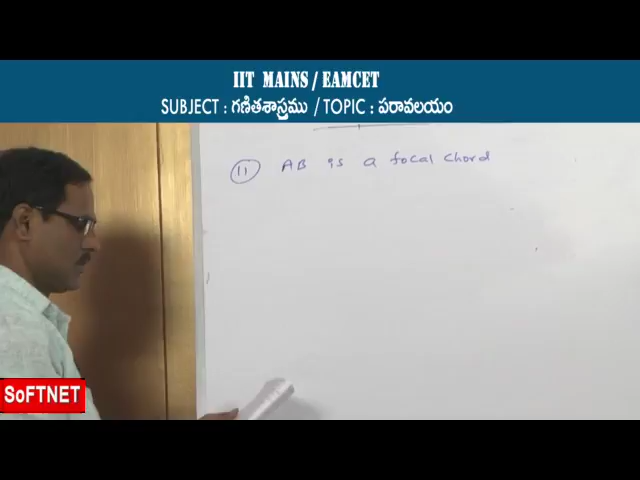 IIT MAINS / EAMCET
SUBJECT : గణితశాస్త్రము / TOPIC : పరావలయం
11 AB is a focal chord
SoFTNET